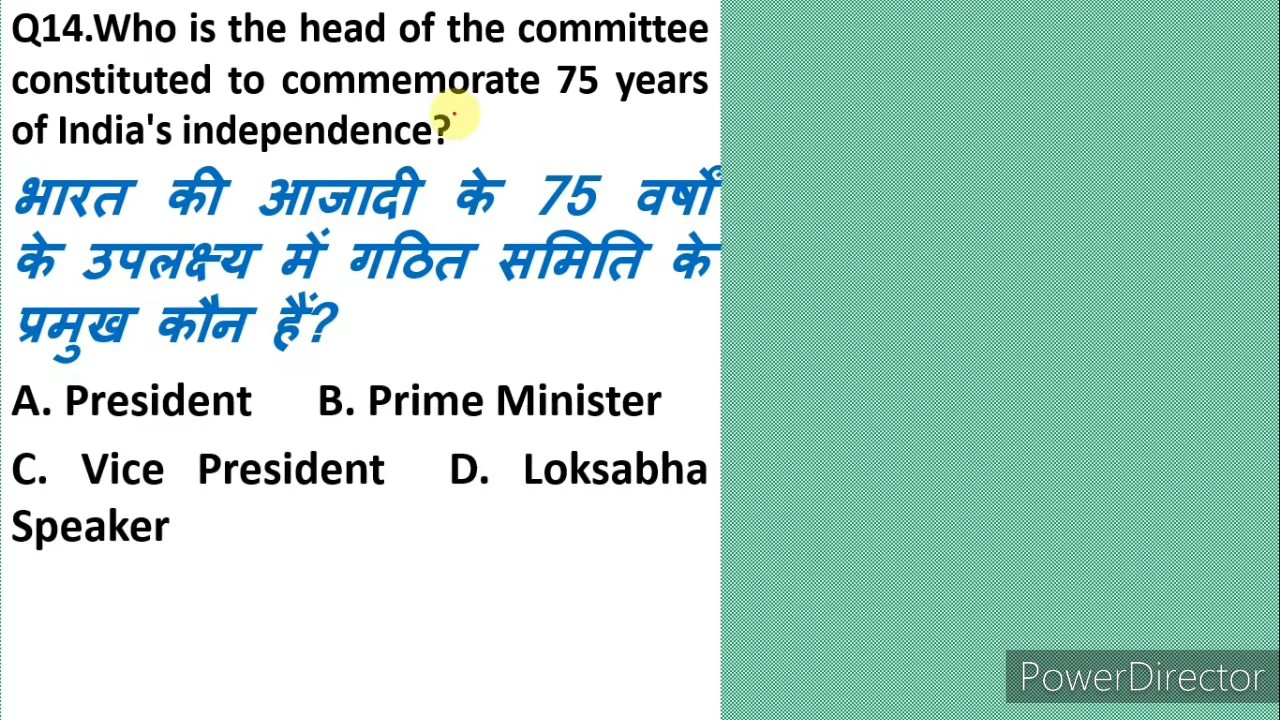 Q14.Who is the head of the committee
constituted to commemorate 75 years
of India's independence?
भारत की आजादी के 75 वर्षों
के उपलक्ष्य में गठित समिति के
प्रमुख कौन हैं?
A. President B. Prime Minister
C. Vice President D. Loksabha
Speaker
PowerDirector